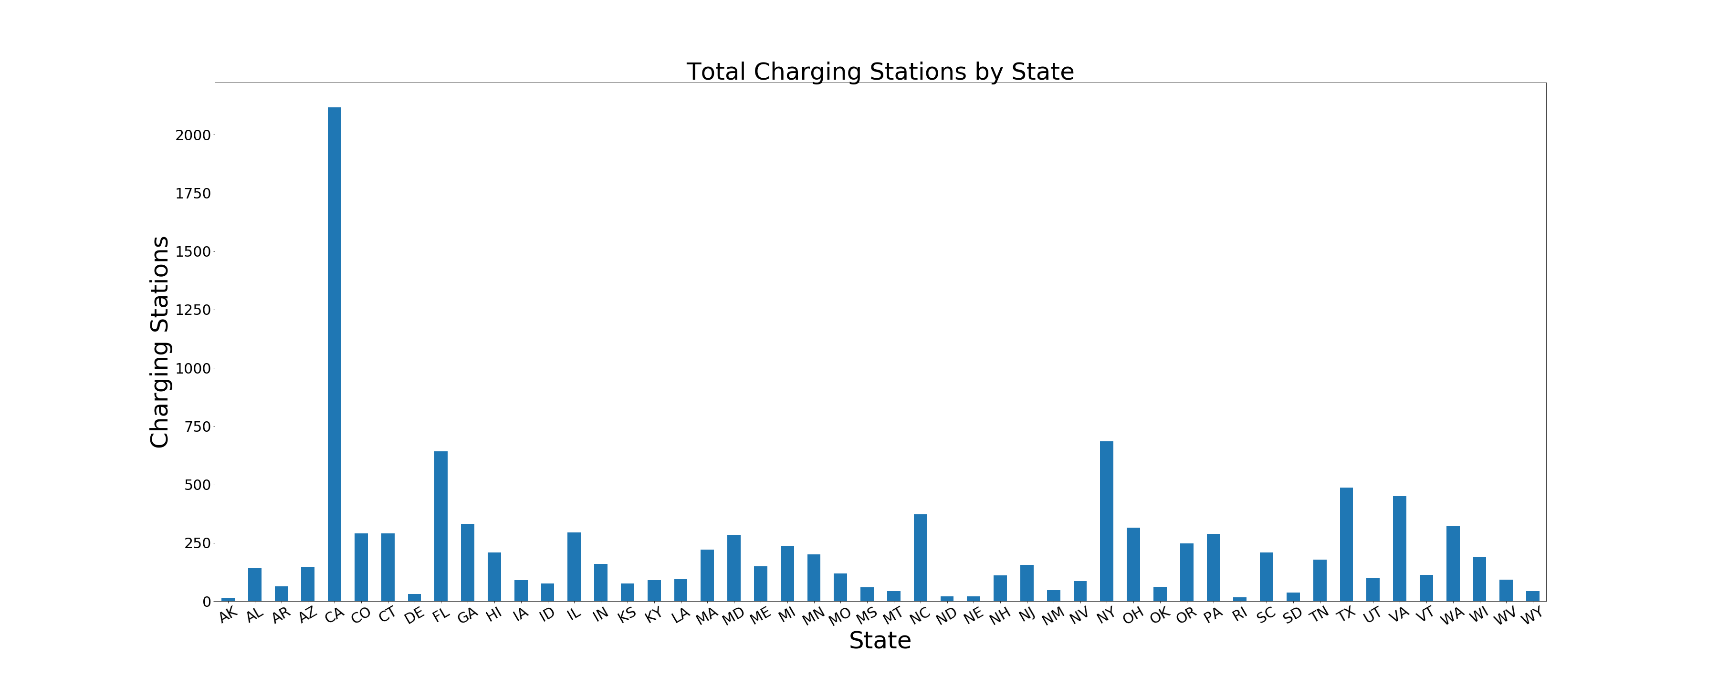 Total Charging Stations by State
Charging Stations
2000
1750
1500
1250
1000
750
500
250
0
AK AL AR AZ CA CO CT DE FL GA HI IA ID IL IN KS KY LA MA MD ME MI MN MO MS MT NC ND NE NH NJ NM NV NY OH OK OR PA RI SC SD TN TX UT VA VT WA WI WV WY
State